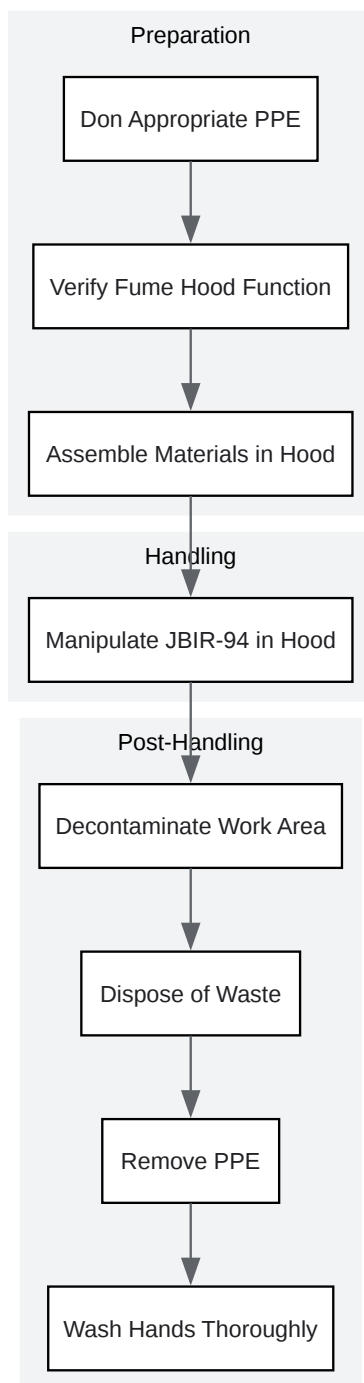 Preparation
Don Appropriate PPE
Verify Fume Hood Function
Assemble Materials in Hood
Handling
Manipulate JBIR-94 in Hood
Post-Handling
Decontaminate Work Area
Dispose of Waste
Remove PPE
Wash Hands Thoroughly